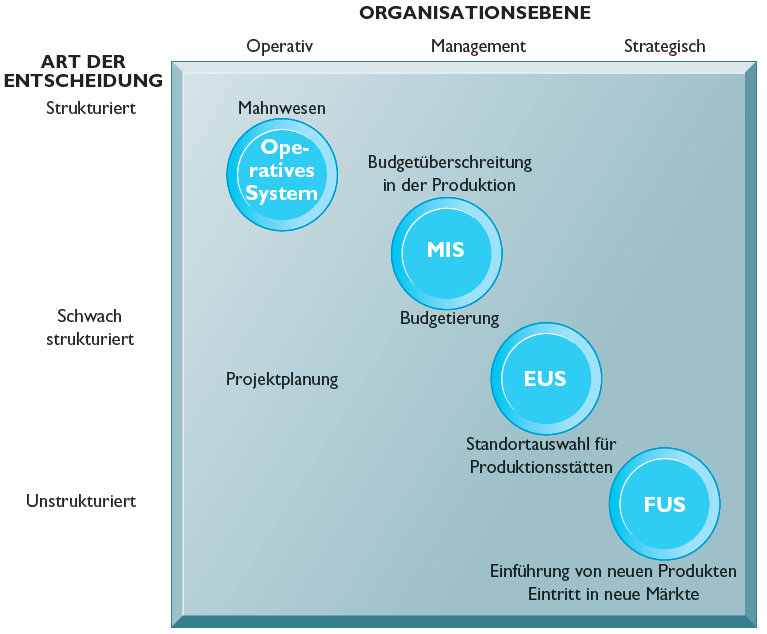 ORGANISATIONSEBENE
Operativ Management Strategisch
ART DER
ENTSCHEIDUNG
Strukturiert
Mahnwesen
Ope-
ratives
System
Budgetüberschreitung
in der Produktion
MIS
Schwach
strukturiert
Budgetierung
Projektplanung
EUS
Standortauswahl für
Produktionsstätten
Unstrukturiert
FUS
Einführung von neuen Produkten
Eintritt in neue Märkte